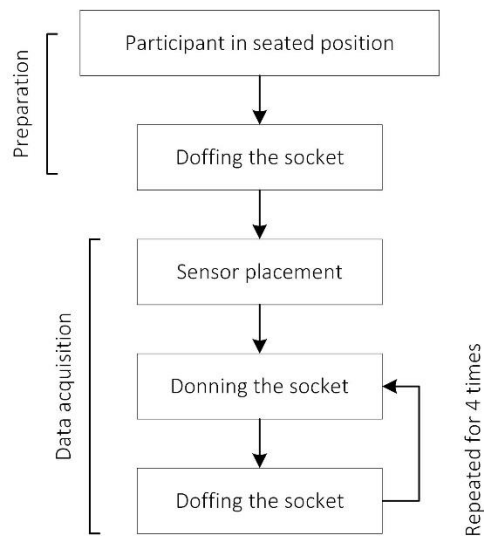 Participant in seated position
Preparation
Doffing the socket
Sensor placement
Data acquisition
Donning the socket
Repeated for 4 times
Doffing the socket